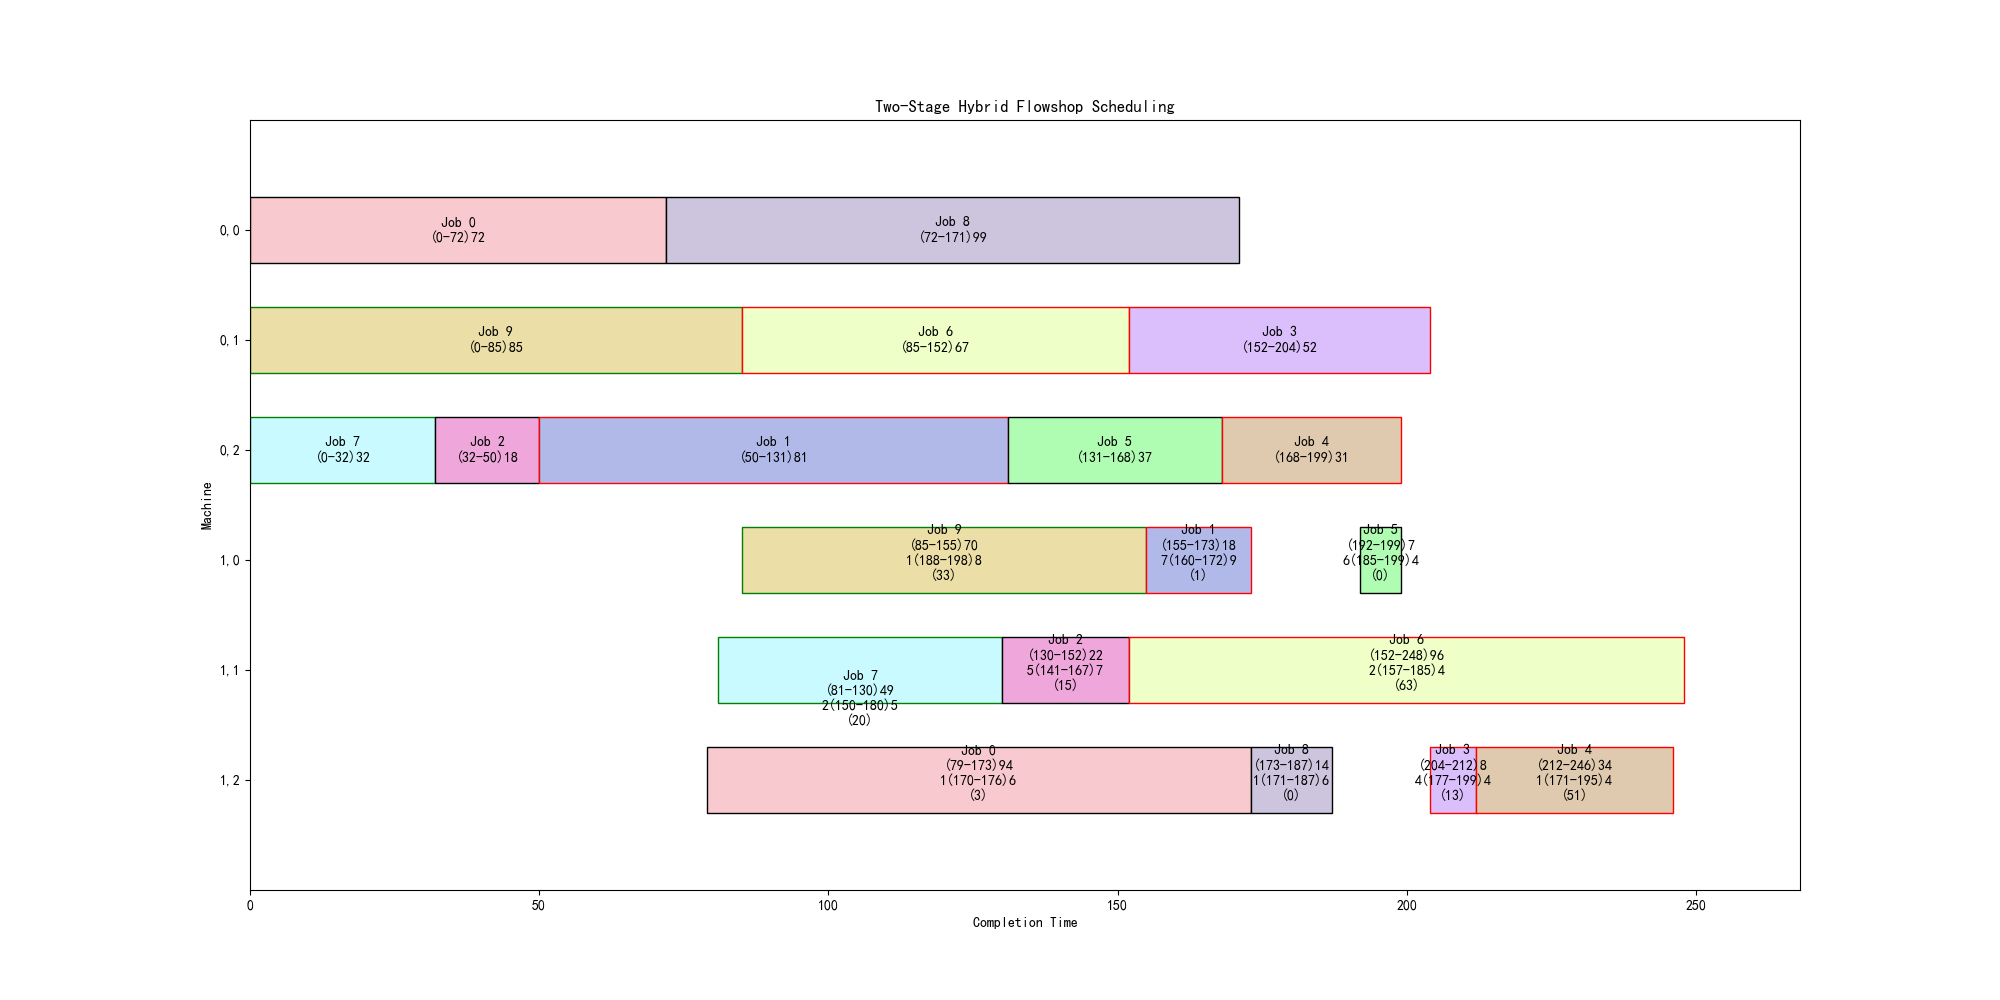 Two-Stage Hybrid Flowshop Scheduling
0,0
Job 0
(0-72)72
Job 8
(72-171)99
0,1
Job 9
(0-85)85
Job 6
(85-152)67
Job 3
(152-204)52
0,2
Job 7
(0-32)32
Job 2
(32-50)18
Job 1
(50-131)81
Job 5
(131-168)37
Job 4
(168-199)31
Machine
1,0
Job 9
(85-155)70
1(188-198)8
(33)
Job 1
(155-173)18
7(160-172)9
(1)
Job 5
(192-199)7
6(185-199)4
(0)
1,1
Job 7
(81-130)49
2(150-180)5
(20)
Job 2
(130-152)22
5(141-167)7
(15)
Job 6
(152-248)96
2(157-185)4
(63)
1,2
Job 0
(79-173)94
1(170-176)6
(3)
Job 8
(173-187)14
1(171-187)6
(0)
Job 3
(204-212)8
4(177-199)4
(13)
Job 4
(212-246)34
1(171-195)4
(51)
0
50
100
150
200
250
Completion Time